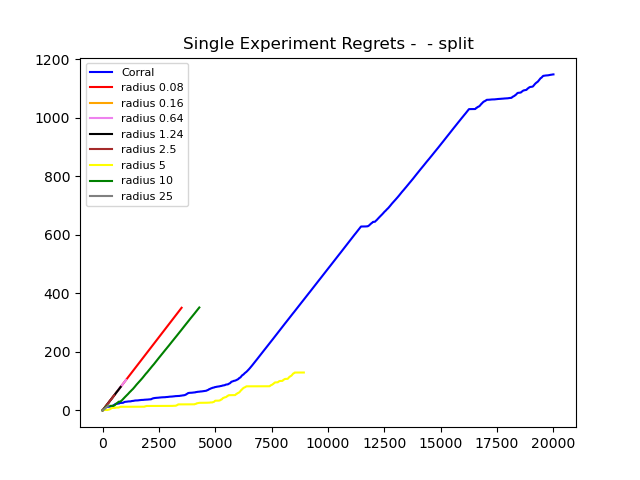 Single Experiment Regrets -  - split
1200
1000
800
600
400
200
0
Corral
radius 0.08
radius 0.16
radius 0.64
radius 1.24
radius 2.5
radius 5
radius 10
radius 25
0 2500 5000 7500 10000 12500 15000 17500 20000